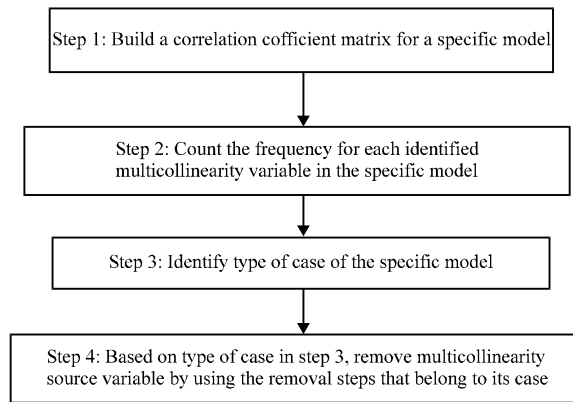 Step 1: Build a correlation cofficient matrix for a specific model
Step 2: Count the frequency for each identified
multicollinearity variable in the specific model
Step 3: Identify type of case of the specific model
Step 4: Based on type of case in step 3, remove multicollinearity
source variable by using the removal steps that belong to its case